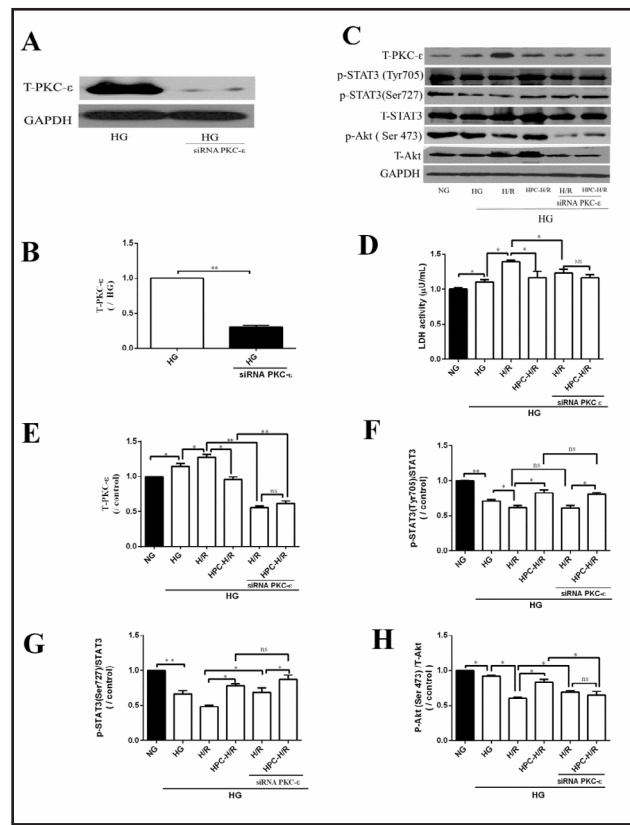 A
T-PKC-ε
GAPDH
HG
HG
siRNA PKC-ε
C
T-PKC-ε
p-STAT3 (Tyr705)
p-STAT3(Ser727)
T-STAT3
p-Akt ( Ser 473)
T-Akt
GAPDH
NG HG H/R HPC-H/R H/R HPC-H/R
siRNA PKC-ε
HG
B
T-PKC-ε
( / HG)
1.5
1.0
0.5
0.0
**
HG
HG
siRNA PKC-ε
D
LDH activity (μU/mL)
1.5
1.0
0.5
0.0
* * * * NS
NG HG H/R HPC-H/R H/R HPC-H/R
siRNA PKC ε
HG
E
T-PKC-ε
(/control)
1.5
1.0
0.5
0.0
* * ** * ** ns
NG HG H/R HPC-H/R H/R HPC-H/R
siRNA PKC-ε
HG
F
p-STAT3(Tyr705)/STAT3
( / control)
1.5
1.0
0.5
0.0
** * ns * ns *
NG HG H/R HPC-H/R H/R HPC-H/R
siRNA PKC-ε
HG
G
p-STAT3(Ser727)/STAT3
( / control)
1.5
1.0
0.5
0.0
* * * * ns *
NG HG H/R HPC-H/R H/R HPC-H/R
siRNA PKC-ε
HG
H
P-Akt (Ser 473) /T-Akt
( / control)
1.5
1.0
0.5
0.0
* * * * * ns
NG HG H/R HPC-H/R H/R HPC-H/R
siRNA PKC-ε
HG